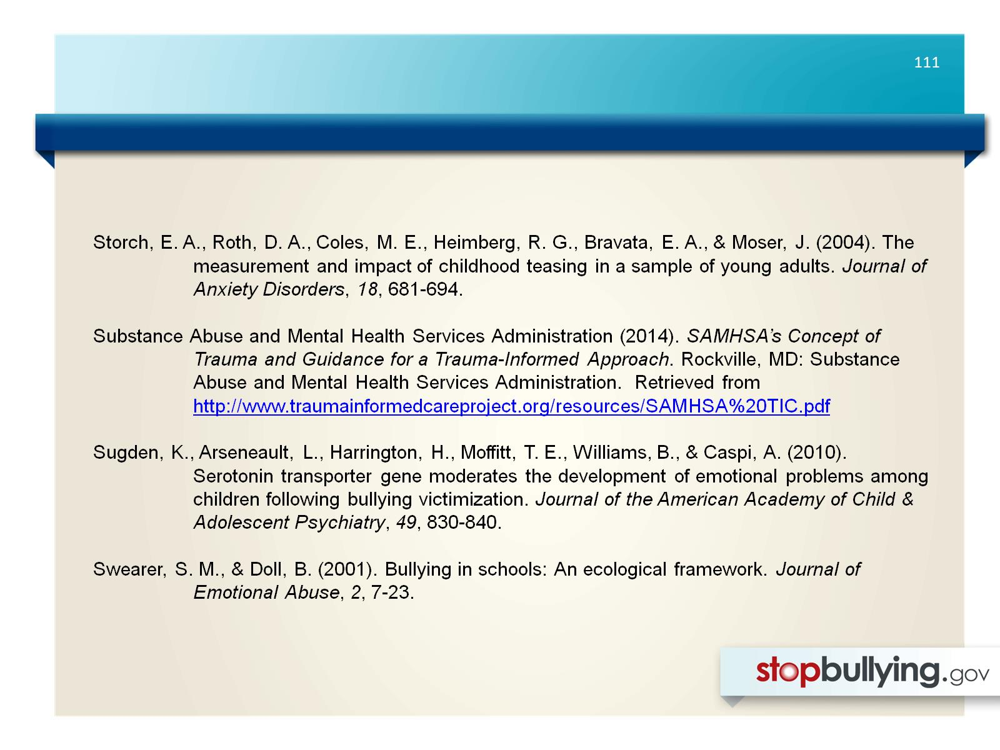 111
Storch, E. A., Roth, D. A., Coles, M. E., Heimberg, R. G., Bravata, E. A., & Moser, J. (2004). The
measurement and impact of childhood teasing in a sample of young adults. Journal of
Anxiety Disorders, 18, 681-694.
Substance Abuse and Mental Health Services Administration (2014). SAMHSA’s Concept of
Trauma and Guidance for a Trauma-Informed Approach. Rockville, MD: Substance
Abuse and Mental Health Services Administration.  Retrieved from
http://www.traumainformedcareproject.org/resources/SAMHSA%20TIC.pdf
Sugden, K., Arseneault, L., Harrington, H., Moffitt, T. E., Williams, B., & Caspi, A. (2010).
Serotonin transporter gene moderates the development of emotional problems among
children following bullying victimization. Journal of the American Academy of Child &
Adolescent Psychiatry, 49, 830-840.
Swearer, S. M., & Doll, B. (2001). Bullying in schools: An ecological framework. Journal of
Emotional Abuse, 2, 7-23.
stopbullying.gov